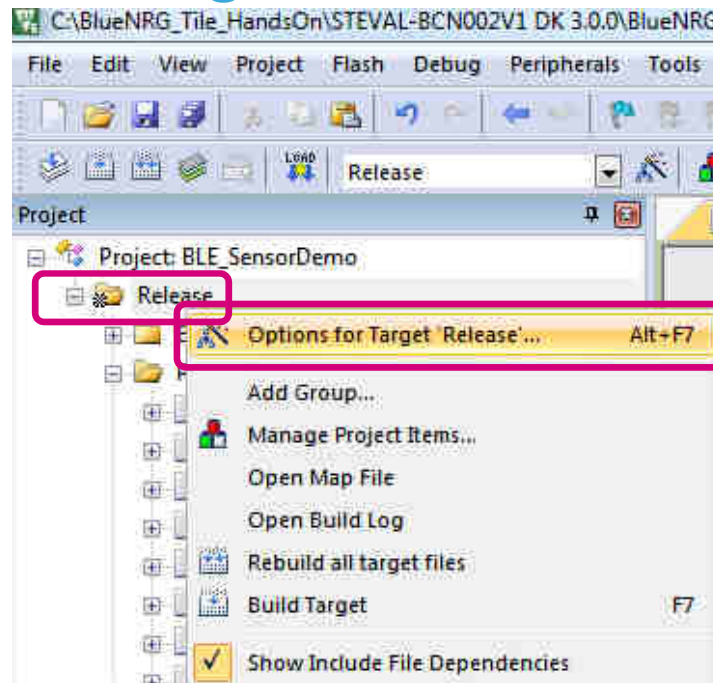 C:\BlueNRG_Tile_HandsOn\STEVAL-BCN002V1 DK 3.0.0\BlueNRG
File Edit View Project Flash Debug Peripherals Tools
LOAD Release
Project
Project: BLE_SensorDemo
Release
Options for Target 'Release'... Alt+F7
Add Group...
Manage Project Items...
Open Map File
Open Build Log
Rebuild all target files
Build Target F7
Show Include File Dependencies